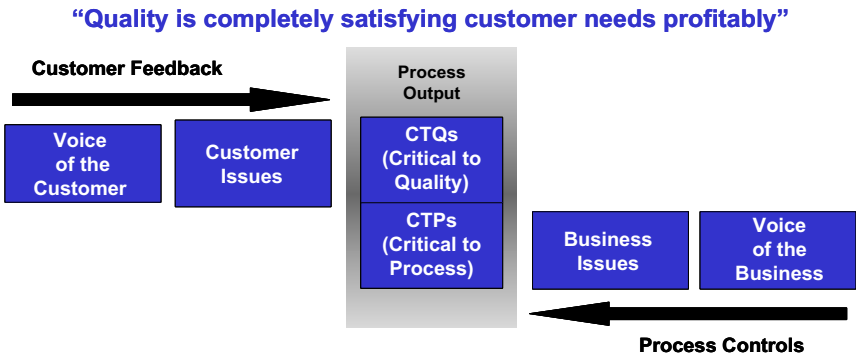 “Quality is completely satisfying customer needs profitably”
Customer Feedback
Process
Output
Voice
of the
Customer
Customer
Issues
CTQs
(Critical to
Quality)
CTPs
(Critical to
Process)
Business
Issues
Voice
of the
Business
Process Controls